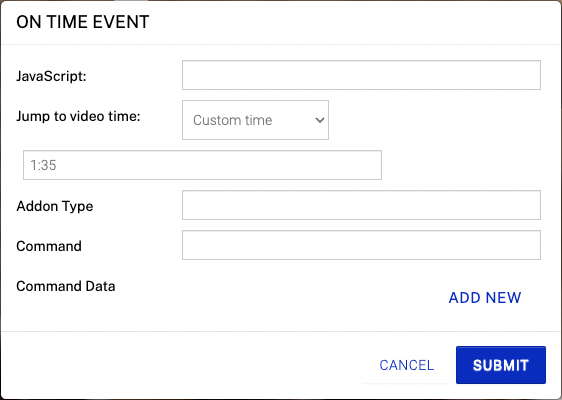 ON TIME EVENT
JavaScript:
Jump to video time:
Custom time
1:35
Addon Type
Command
Command Data
ADD NEW
CANCEL
SUBMIT